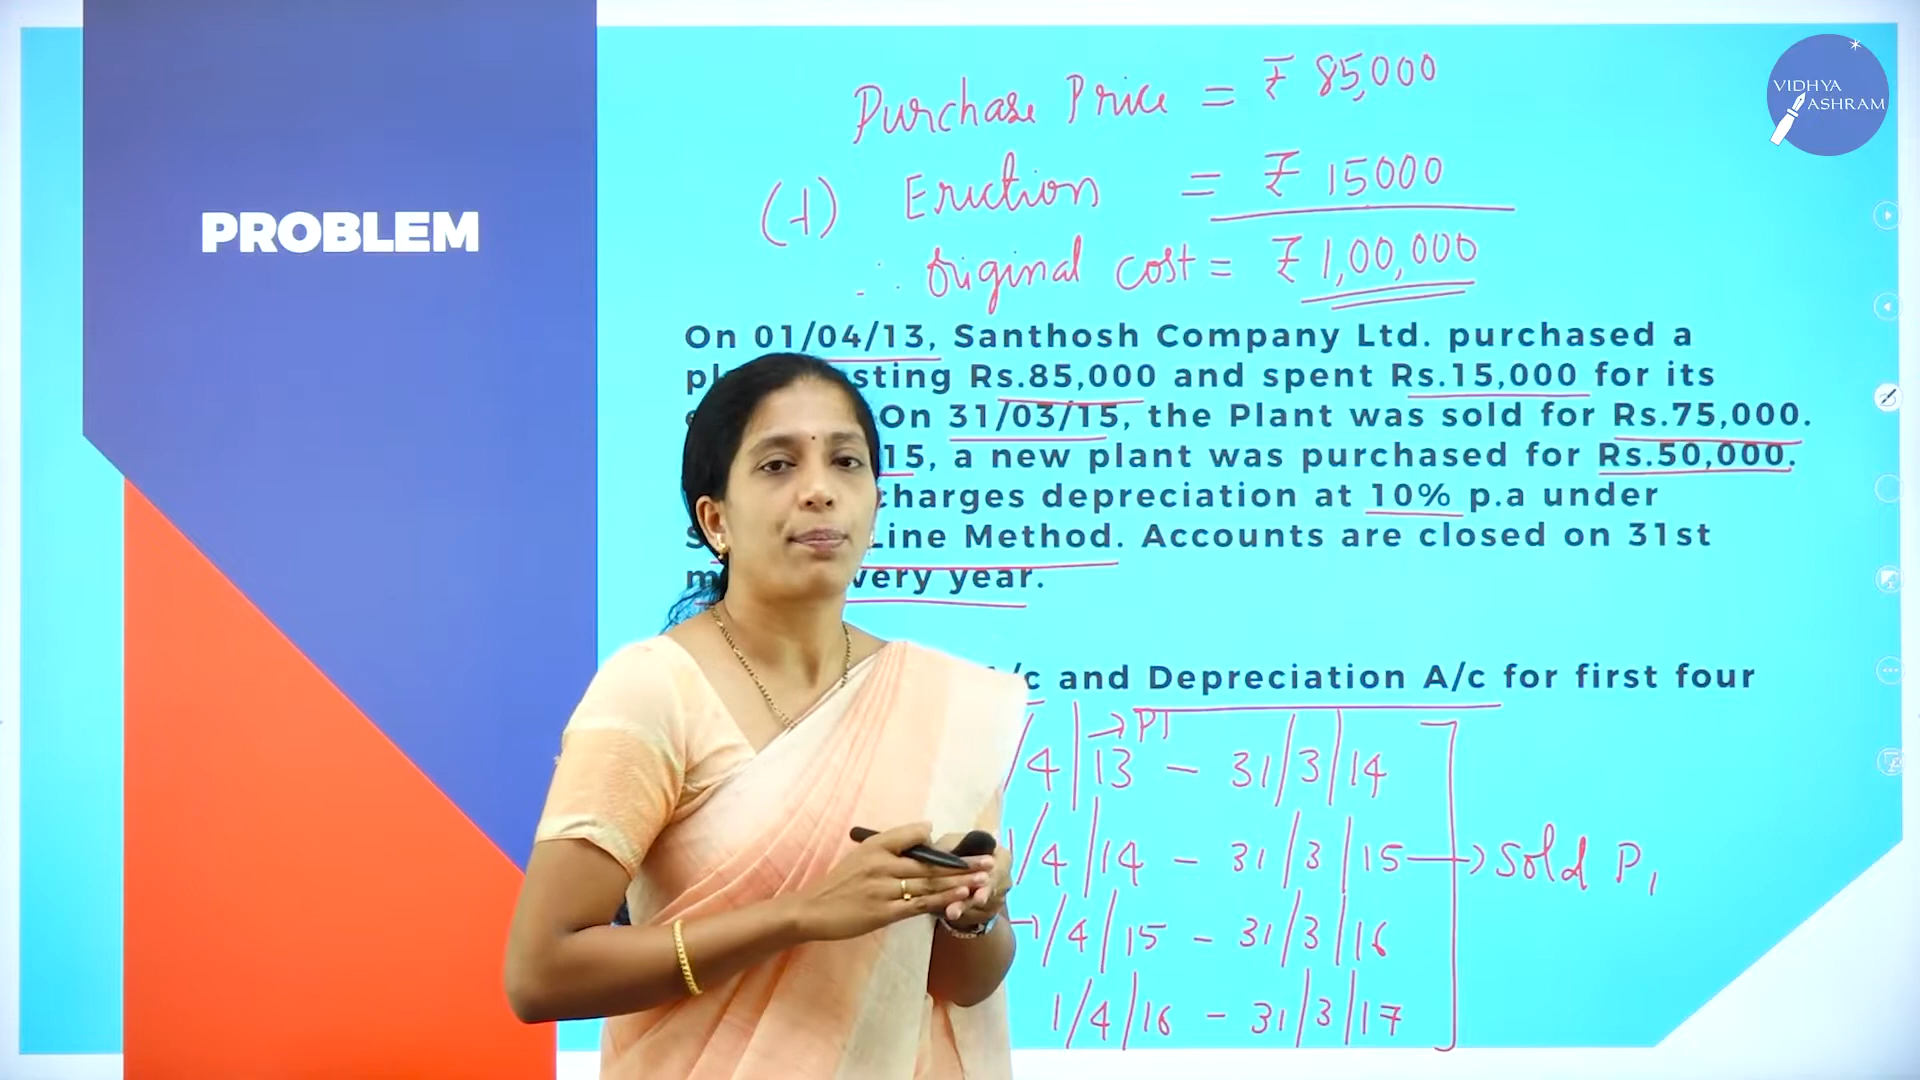 VIDHYA
ASHRAM
PROBLEM
Purchase Price = ₹ 85,000
(+) Eruction = ₹ 15000
∴ Original cost = ₹ 1,00,000
On 01/04/13, Santhosh Company Ltd. purchased a
sting Rs.85,000 and spent Rs.15,000 for its
On 31/03/15, the Plant was sold for Rs.75,000.
15, a new plant was purchased for Rs.50,000.
charges depreciation at 10% p.a under
Line Method. Accounts are closed on 31st
very year.
/c and Depreciation A/c for first four
→ P1
/4/13 - 31/3/14
1/4/14 - 31/3/15 → Sold P1
1/4/15 - 31/3/16
1/4/16 - 31/3/17